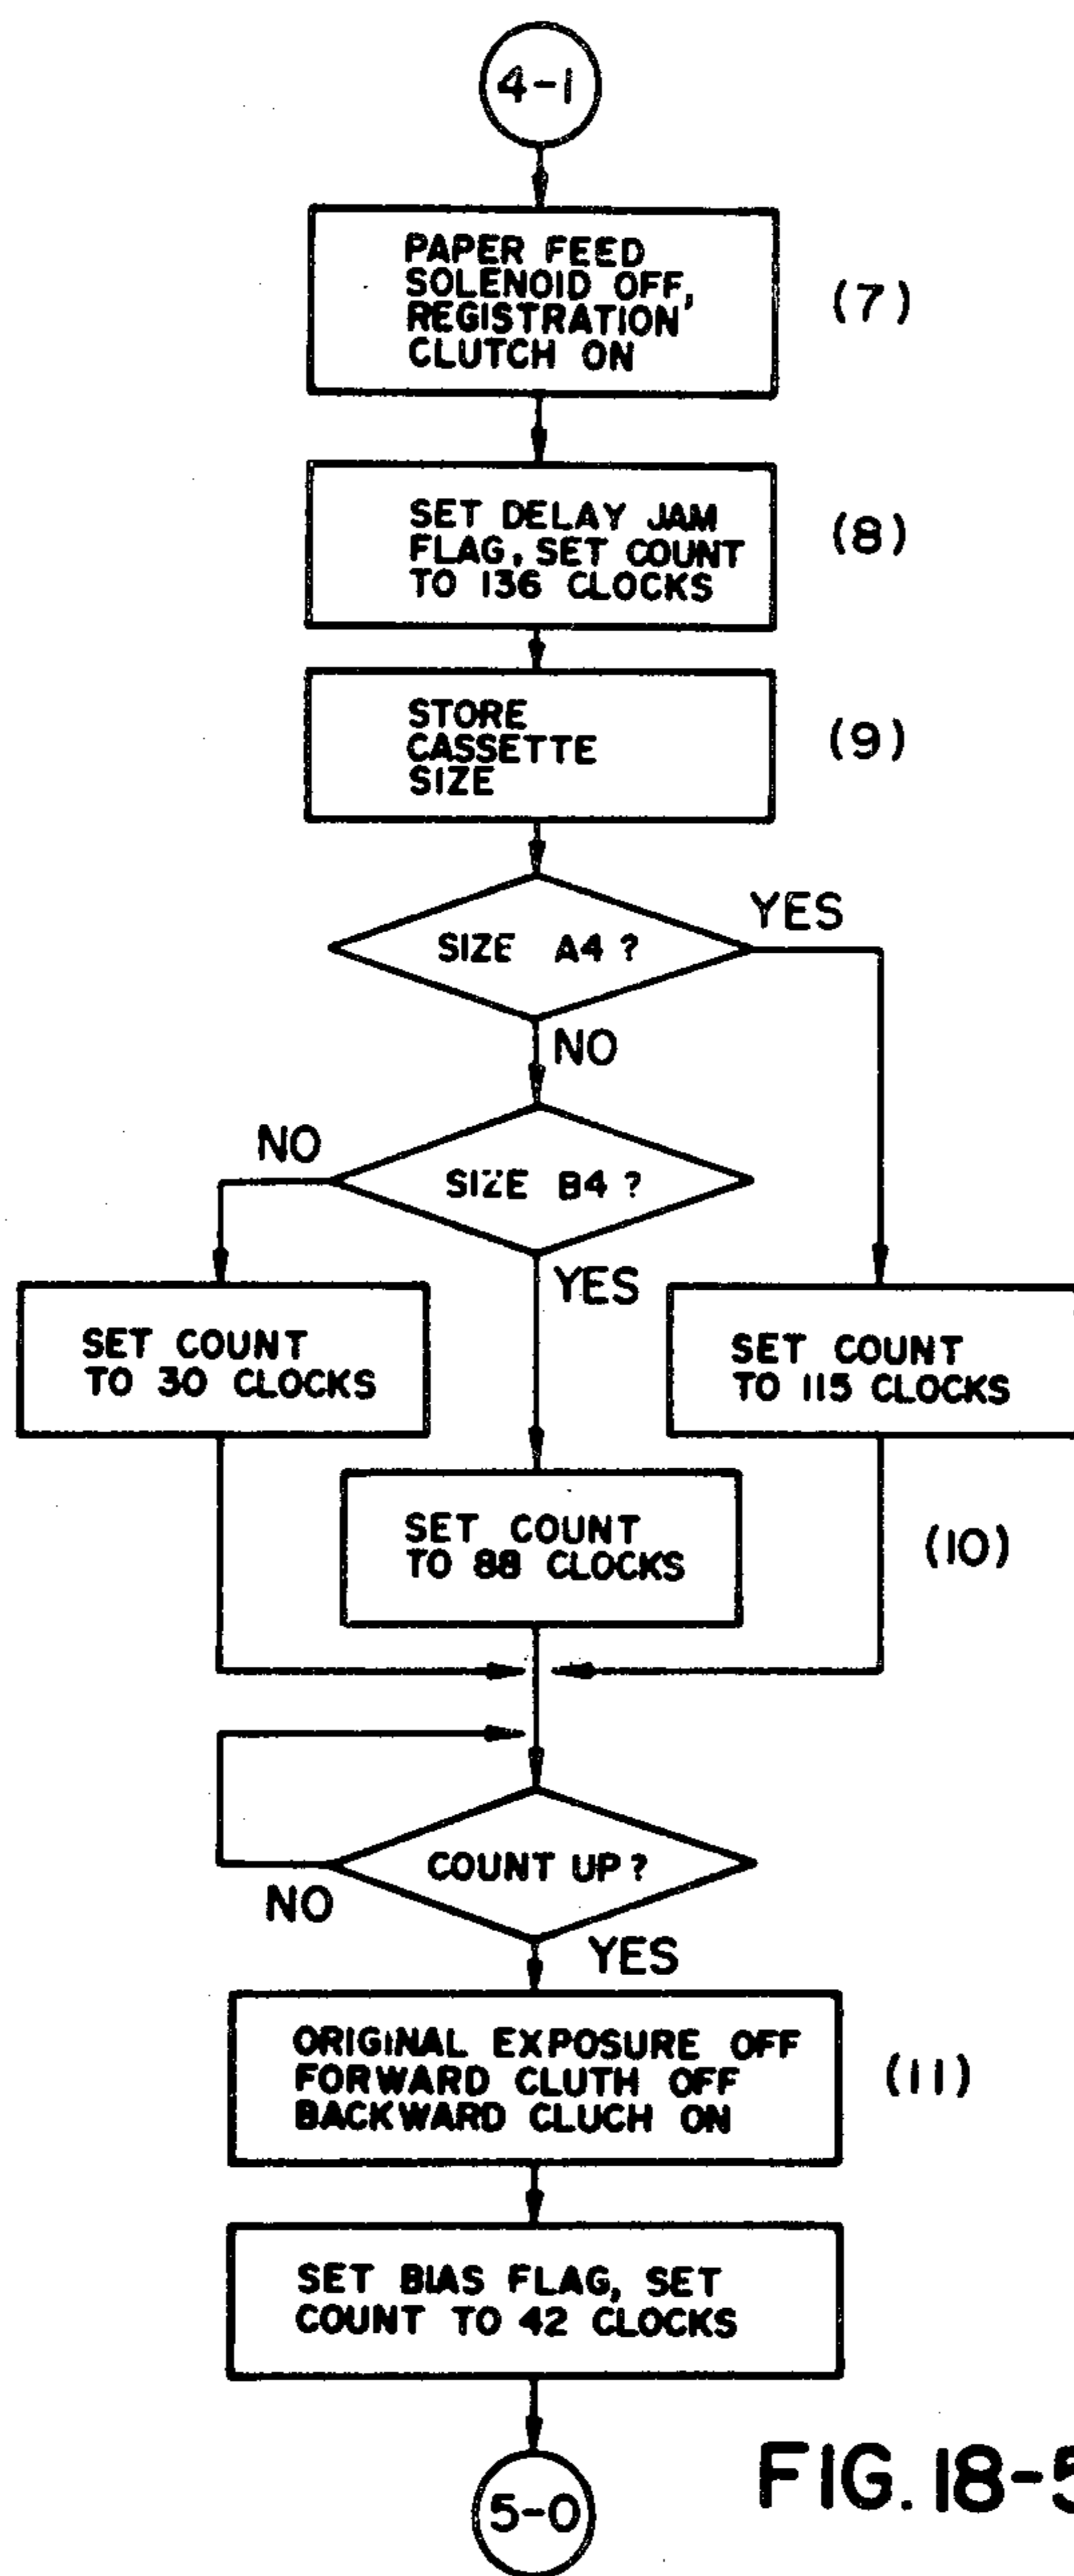 4-1
PAPER FEED
SOLENOID OFF,
REGISTRATION
CLUTCH ON
(7)
SET DELAY JAM
FLAG, SET COUNT
TO 136 CLOCKS
(8)
STORE
CASSETTE
SIZE
(9)
SIZE A4 ?
YES
NO
SIZE B4 ?
NO
YES
SET COUNT
TO 30 CLOCKS
SET COUNT
TO 115 CLOCKS
SET COUNT
TO 88 CLOCKS
(10)
COUNT UP ?
NO
YES
ORIGINAL EXPOSURE OFF
FORWARD CLUTH OFF
BACKWARD CLUCH ON
(11)
SET BIAS FLAG, SET
COUNT TO 42 CLOCKS
5-0
FIG. 18-5